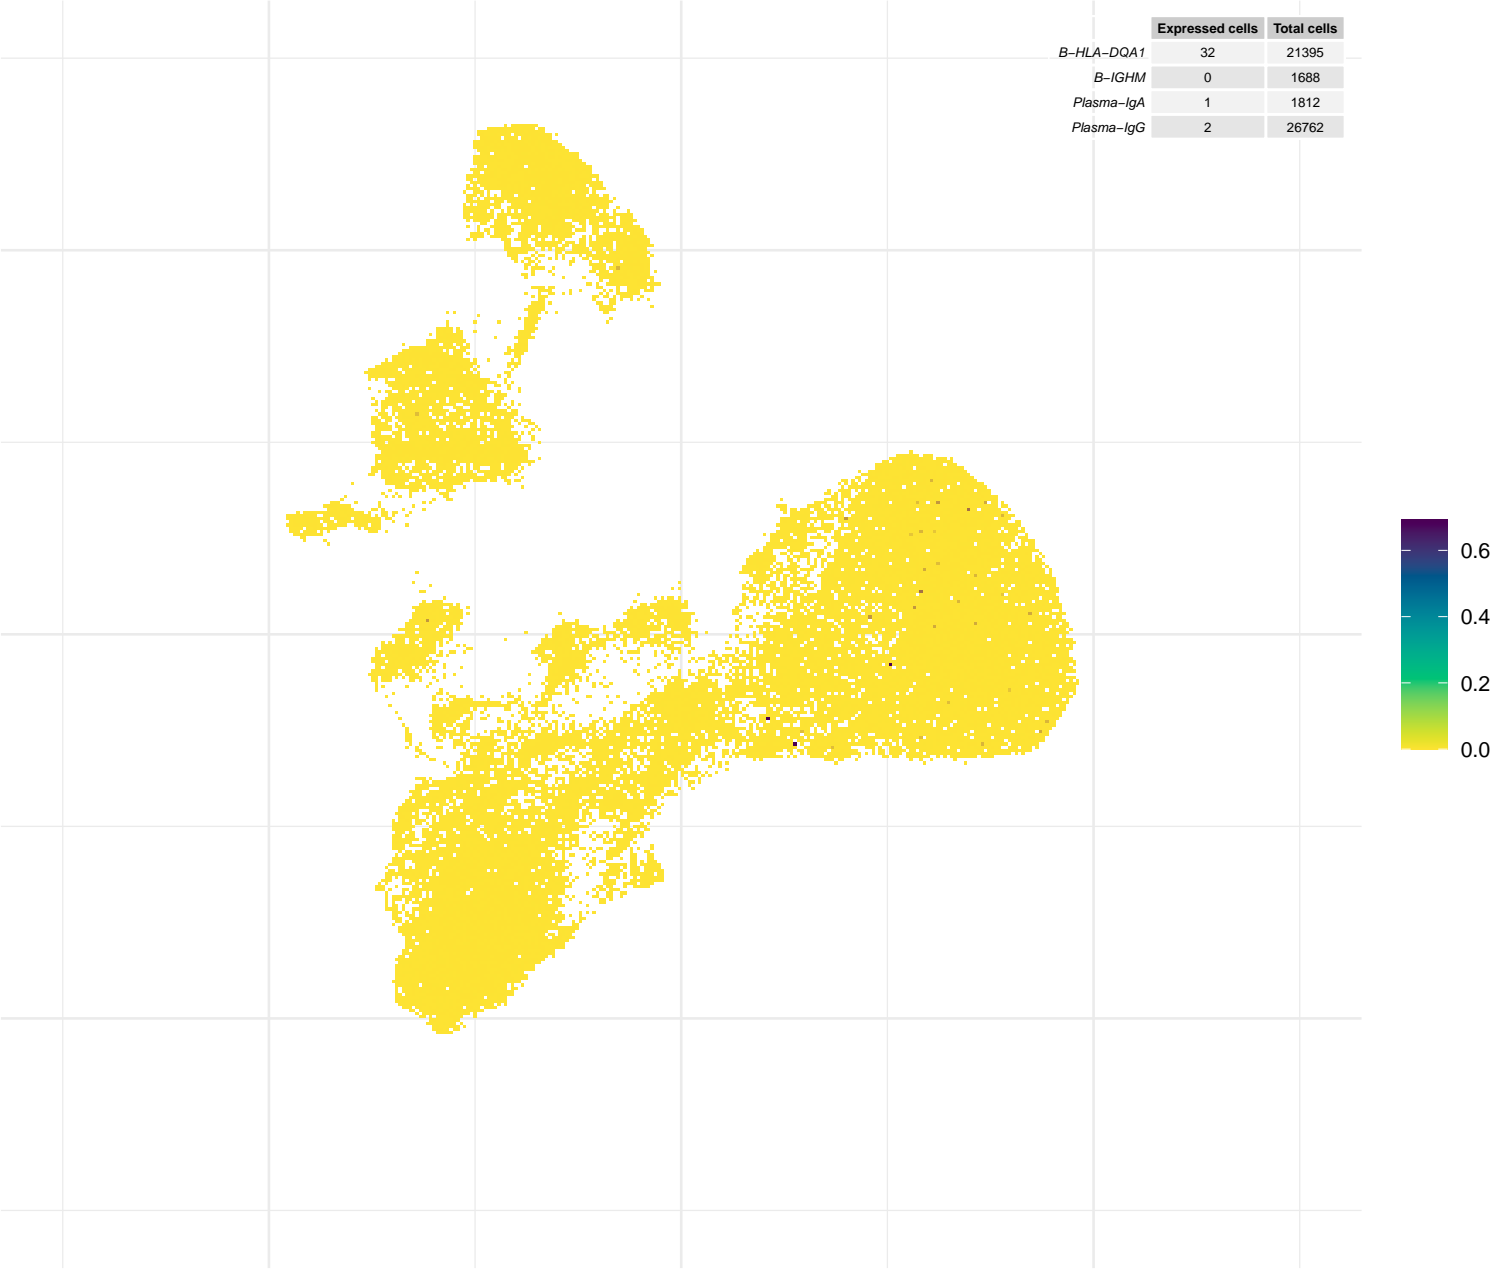 Expressed cells Total cells
B−HLA−DQA1 32 21395
B−IGHM 0 1688
Plasma−IgA 1 1812
Plasma−IgG 2 26762
0.6
0.4
0.2
0.0